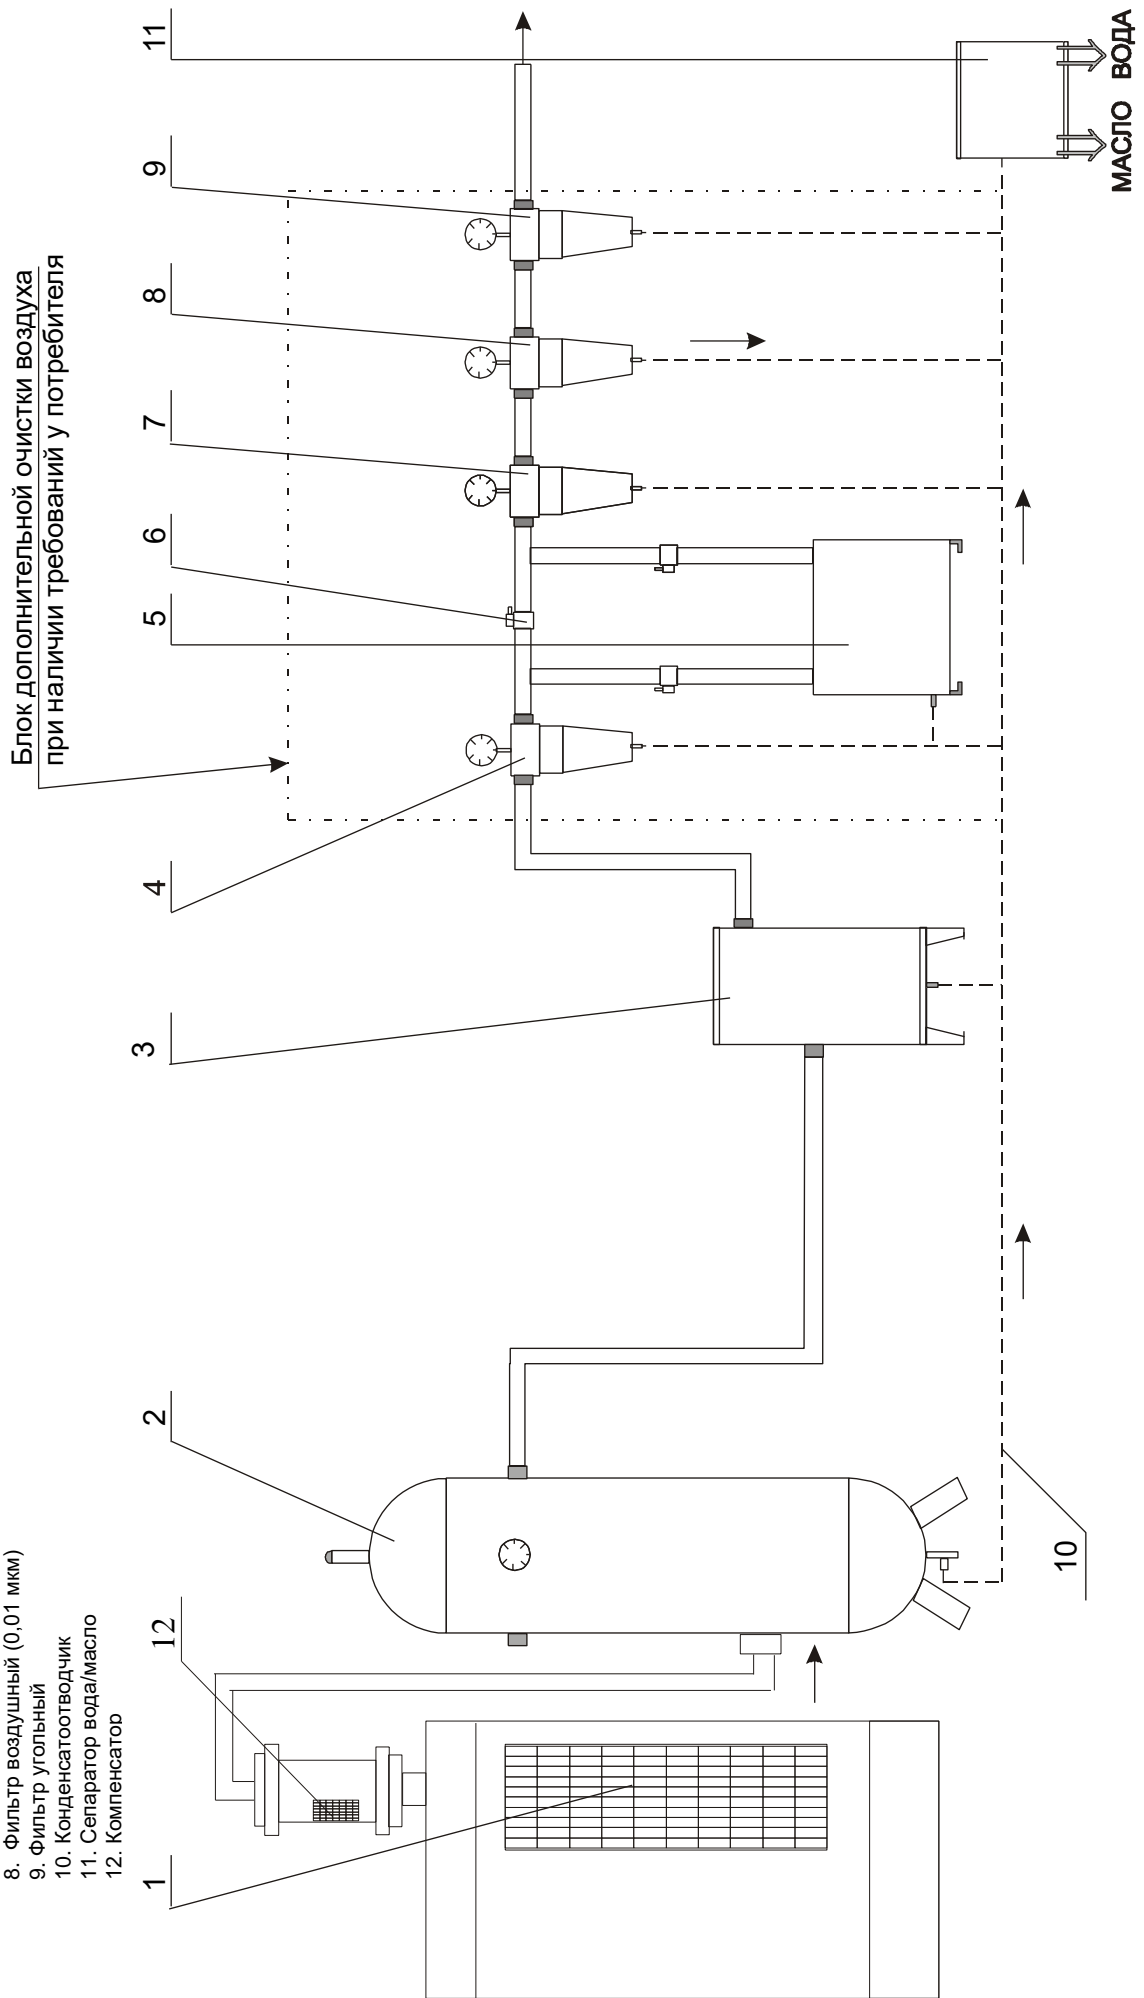 8. Фильтр воздушный (0,01 мкм)
9. Фильтр угольный
10. Конденсатоотводчик
11. Сепаратор вода/масло
12. Компенсатор
Блок дополнительной очистки воздуха
при наличии требований у потребителя
1
12
2
3
4
5
6
7
8
9
11
10
МАСЛО ВОДА